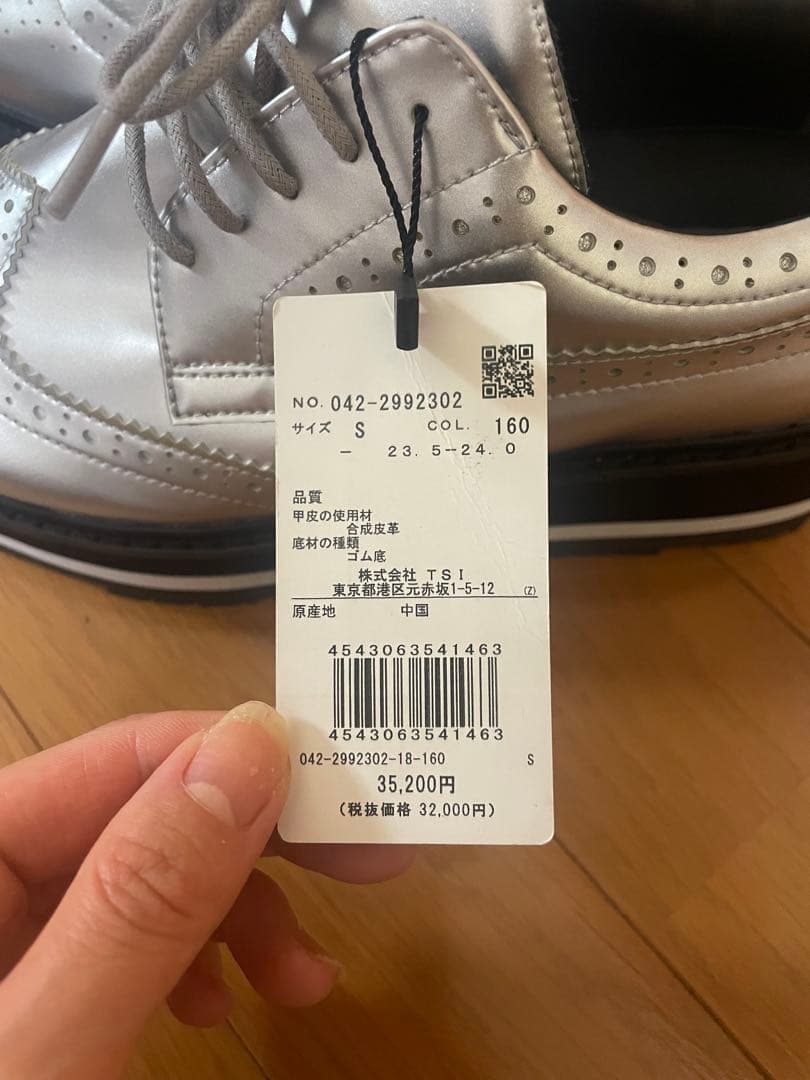 NO. 042-2992302
サイズ S COL. 160
- 23.5-24.0
品質
甲皮の使用材
合成皮革
底材の種類
ゴム底
株式会社 TSI
東京都港区元赤坂1-5-12 (Z)
原産地 中国
4543063541463
4543063541463
042-2992302-18-160 S
35,200円
(税抜価格 32,000円)